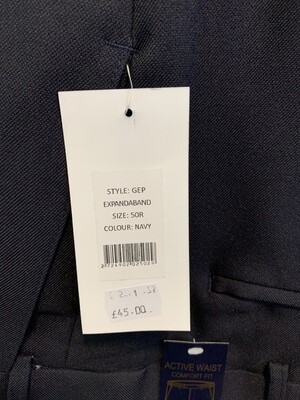 STYLE: GEP
EXPANDABAND
SIZE: 50R
COLOUR: NAVY
£45.00
ACTIVE WAIST
COMFORT FIT